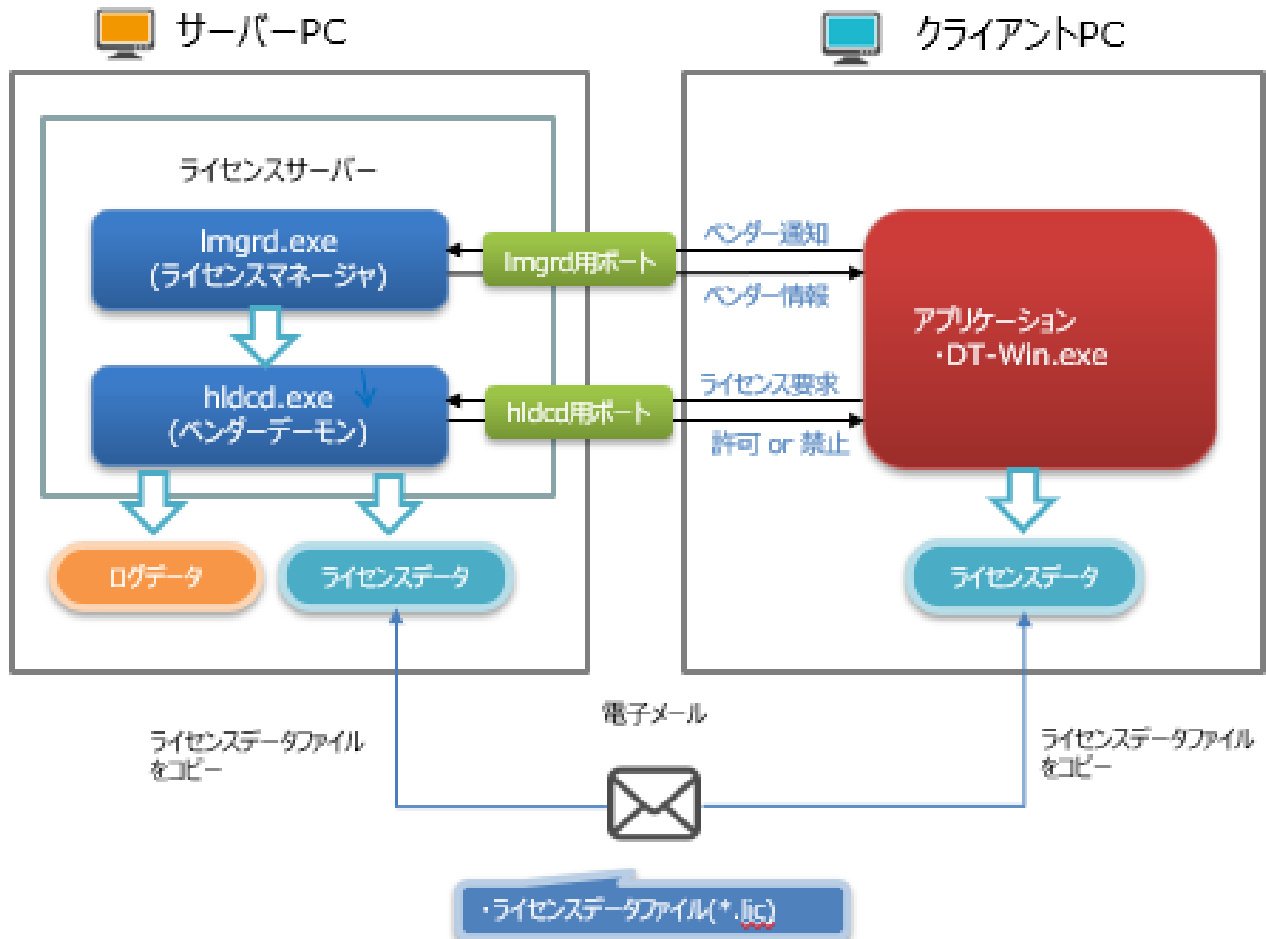 サーバーPC
クライアントPC
ライセンスサーバー
lmgrd.exe
(ライセンスマネージャ)
lmgrd用ポート
ベンダー通知
ベンダー情報
アプリケーション
・DT-Win.exe
hldcd.exe
(ベンダーデーモン)
hldcd用ポート
ライセンス要求
許可 or 禁止
ログデータ
ライセンスデータ
ライセンスデータ
ライセンスデータファイル
をコピー
電子メール
ライセンスデータファイル
をコピー
・ライセンスデータファイル(*.lic)